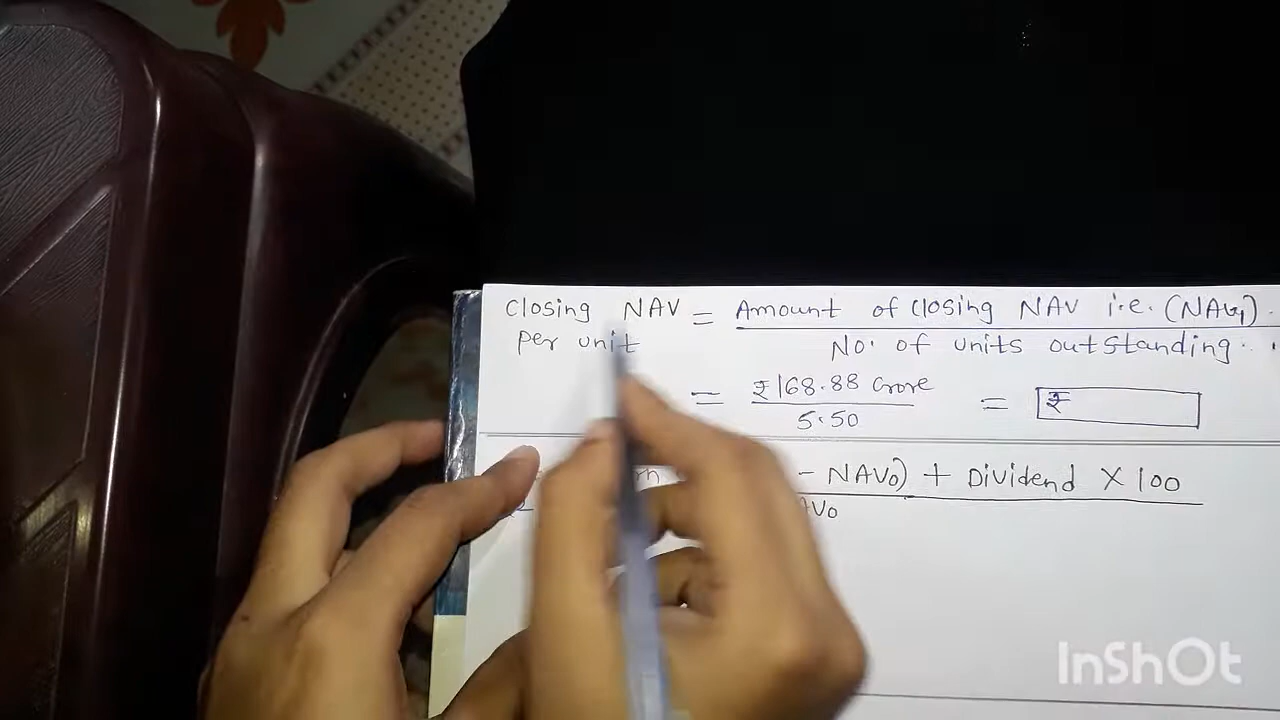 closing NAV = Amount of closing NAV i.e. (NAV1).
per unit No. of units outstanding..
= ₹168.88 Crore / 5.50 = ₹
- NAV0) + Dividend X 100
InShOt